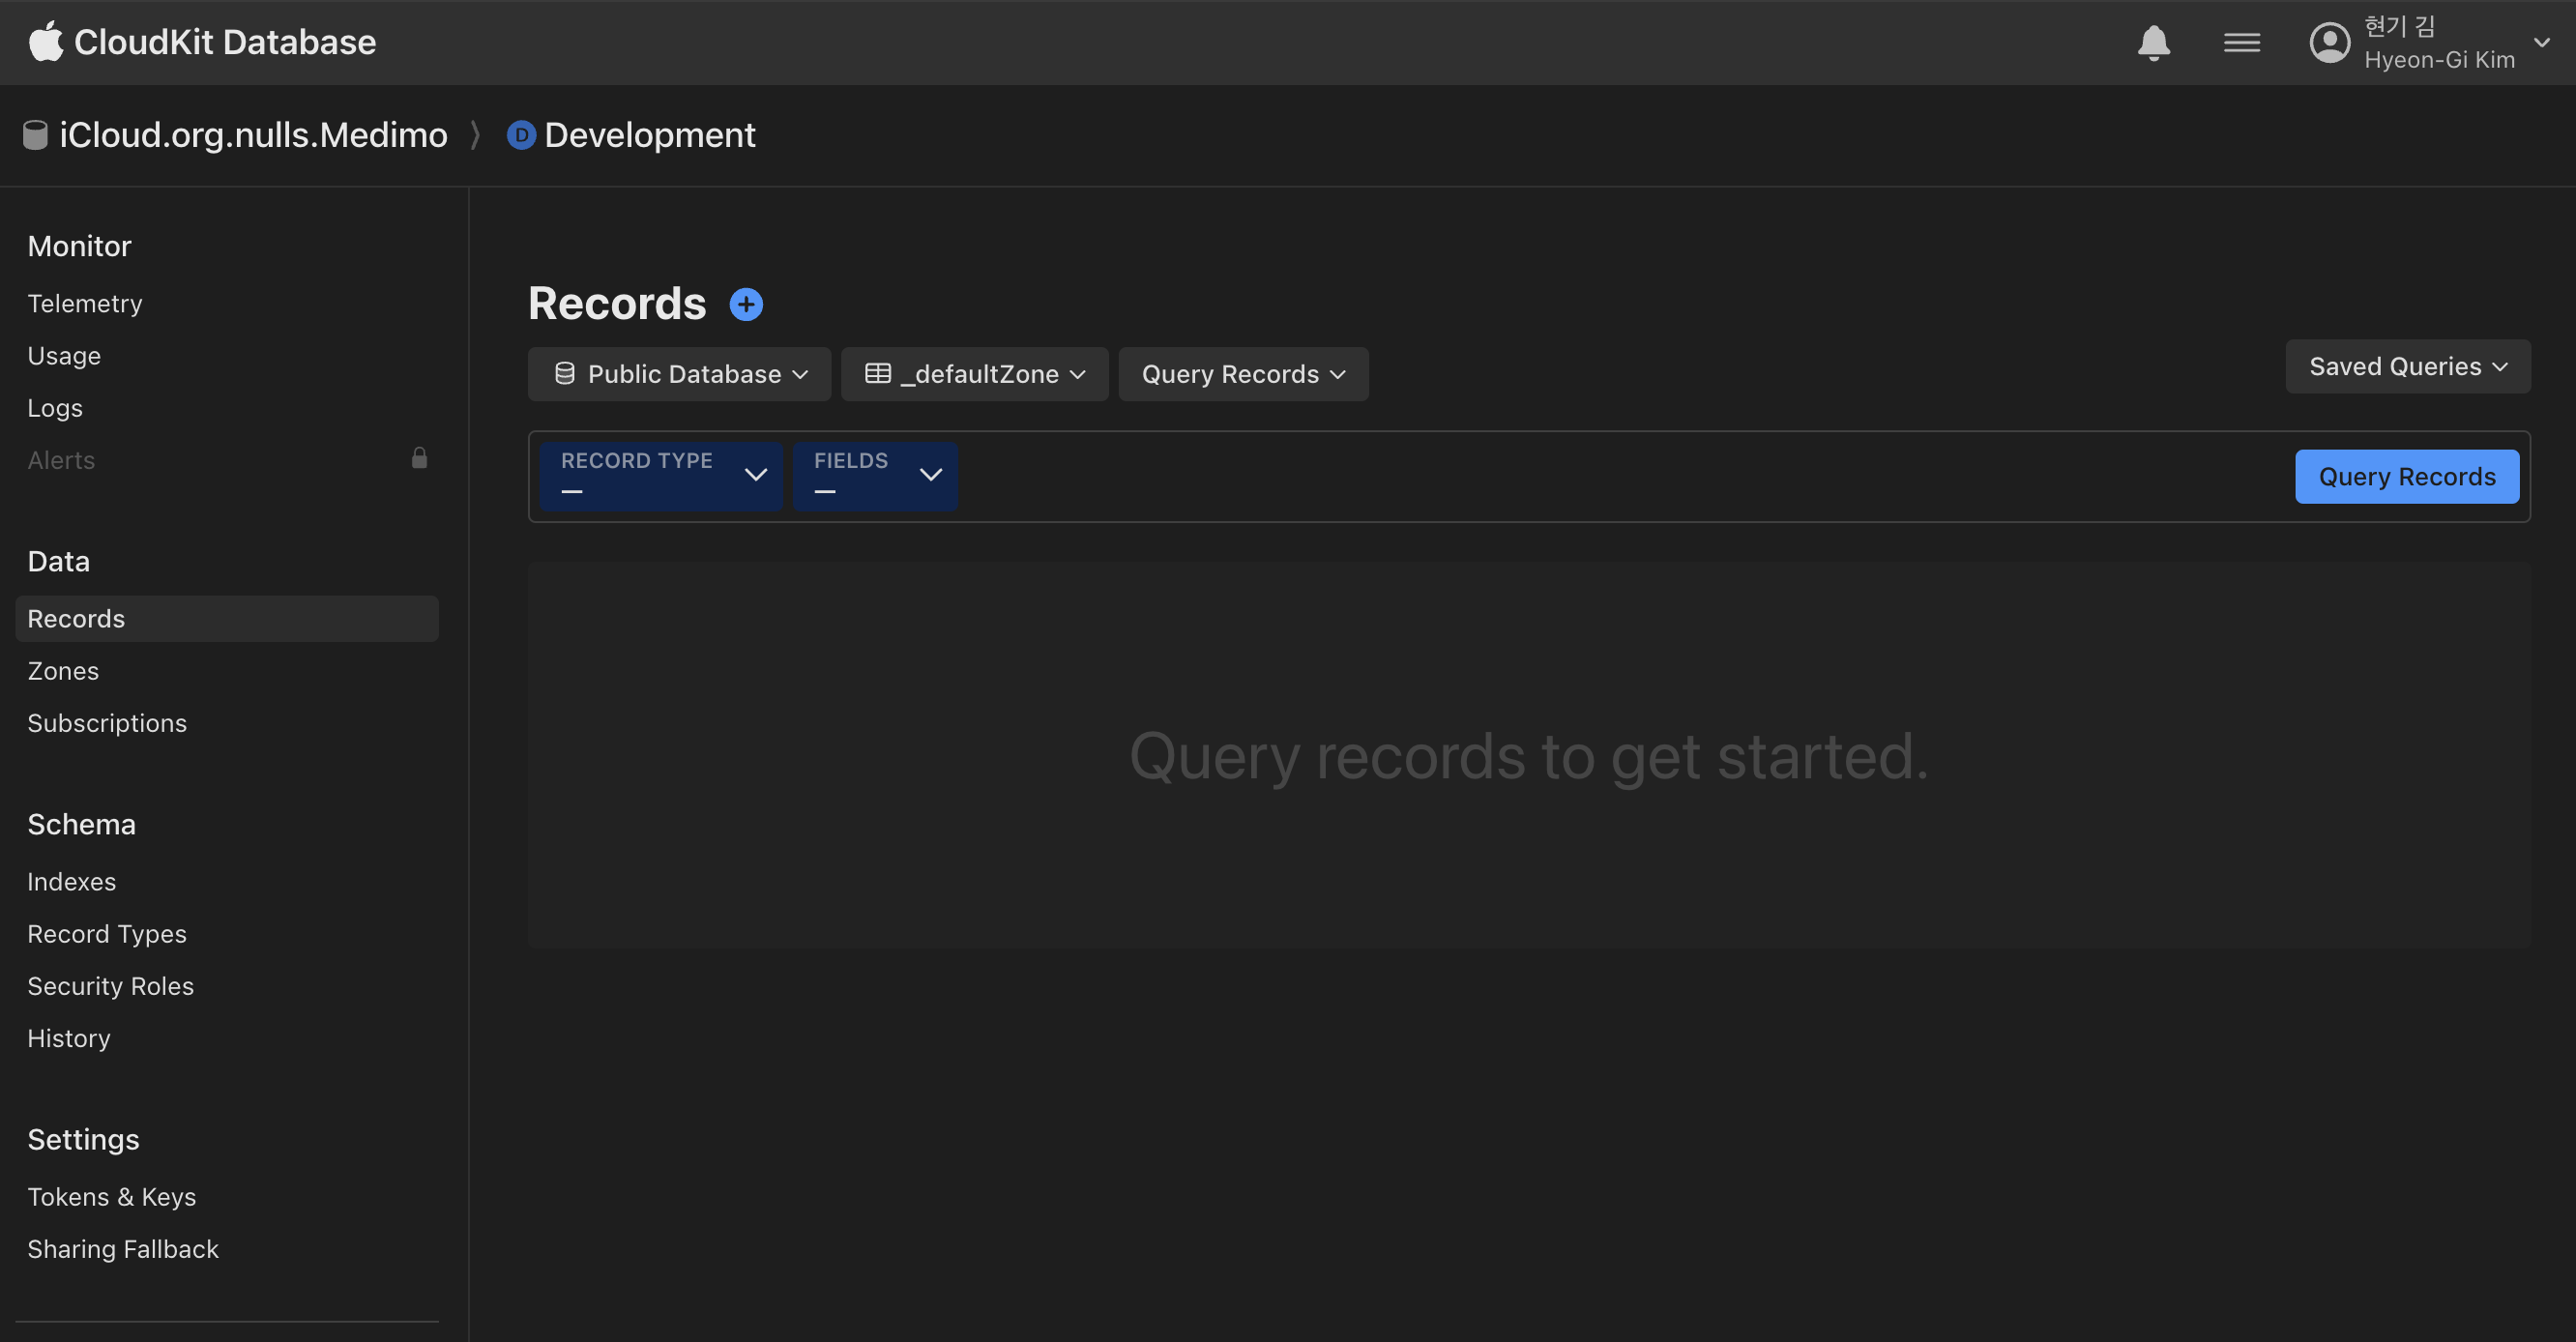 CloudKit Database
현기 김
Hyeon-Gi Kim
iCloud.org.nulls.Medimo
D Development
Monitor
Telemetry
Usage
Logs
Alerts
Data
Records
Zones
Subscriptions
Schema
Indexes
Record Types
Security Roles
History
Settings
Tokens & Keys
Sharing Fallback
Records
Public Database
_defaultZone
Query Records
Saved Queries
RECORD TYPE
—
FIELDS
—
Query Records
Query records to get started.